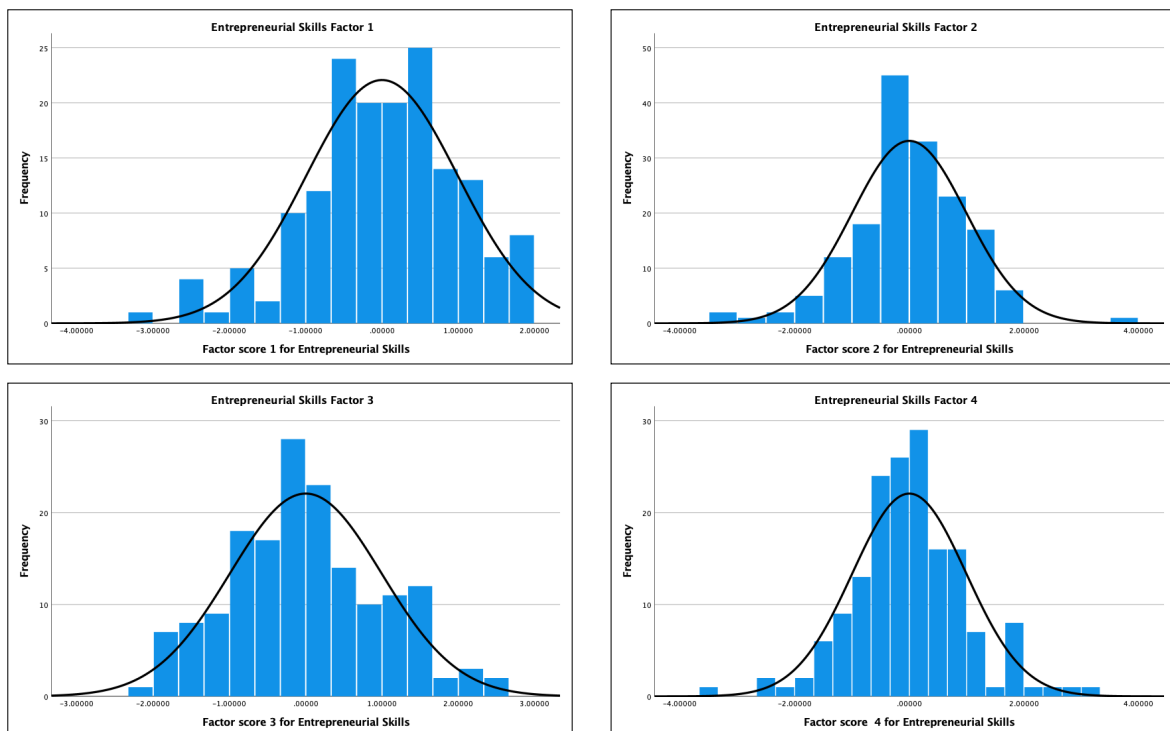 Entrepreneurial Skills Factor 1
25
20
15
10
5
0
Frequency
-4.00000 -3.00000 -2.00000 -1.00000 .00000 1.00000 2.00000
Factor score 1 for Entrepreneurial Skills
Entrepreneurial Skills Factor 2
50
40
30
20
10
0
Frequency
-4.00000 -2.00000 .00000 2.00000 4.00000
Factor score 2 for Entrepreneurial Skills
Entrepreneurial Skills Factor 3
30
20
10
0
Frequency
-3.00000 -2.00000 -1.00000 .00000 1.00000 2.00000 3.00000
Factor score 3 for Entrepreneurial Skills
Entrepreneurial Skills Factor 4
30
20
10
0
Frequency
-4.00000 -2.00000 .00000 2.00000 4.00000
Factor score 4 for Entrepreneurial Skills